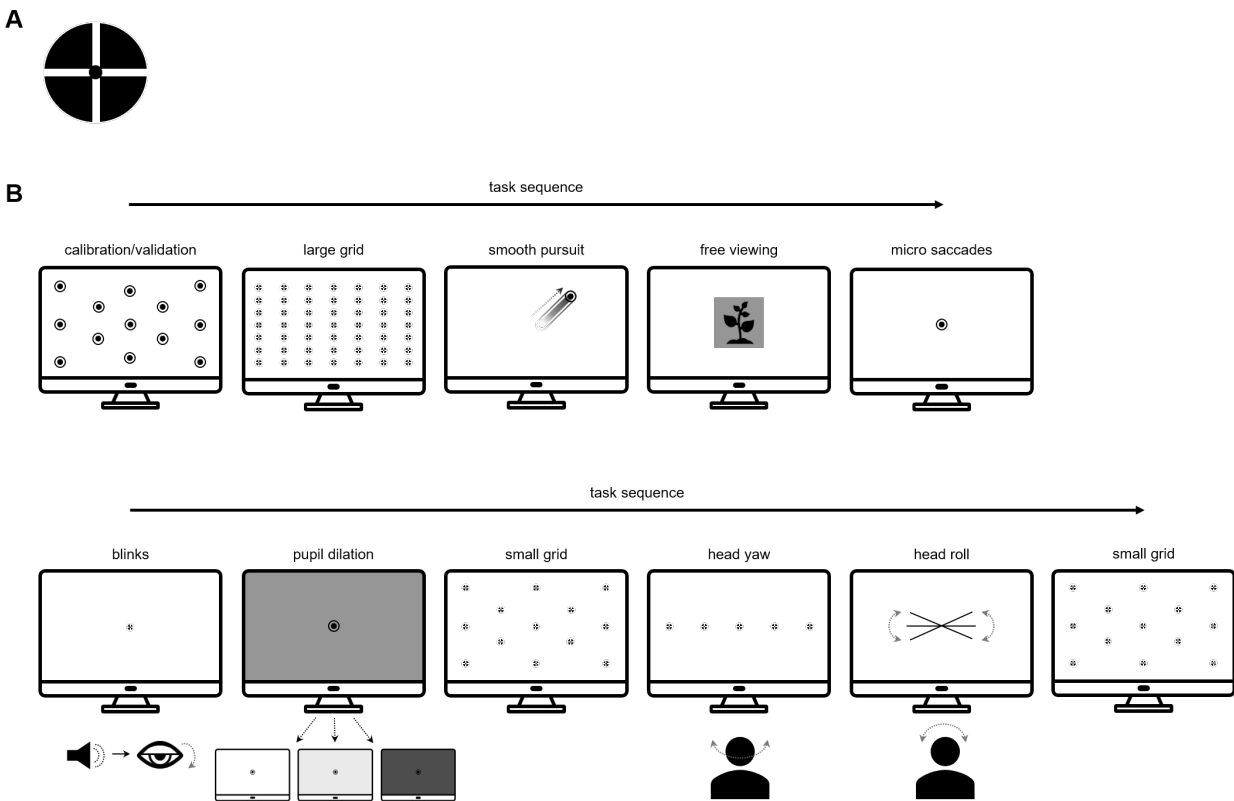 A
B
task sequence
calibration/validation
large grid
smooth pursuit
free viewing
micro saccades
task sequence
blinks
pupil dilation
small grid
head yaw
head roll
small grid